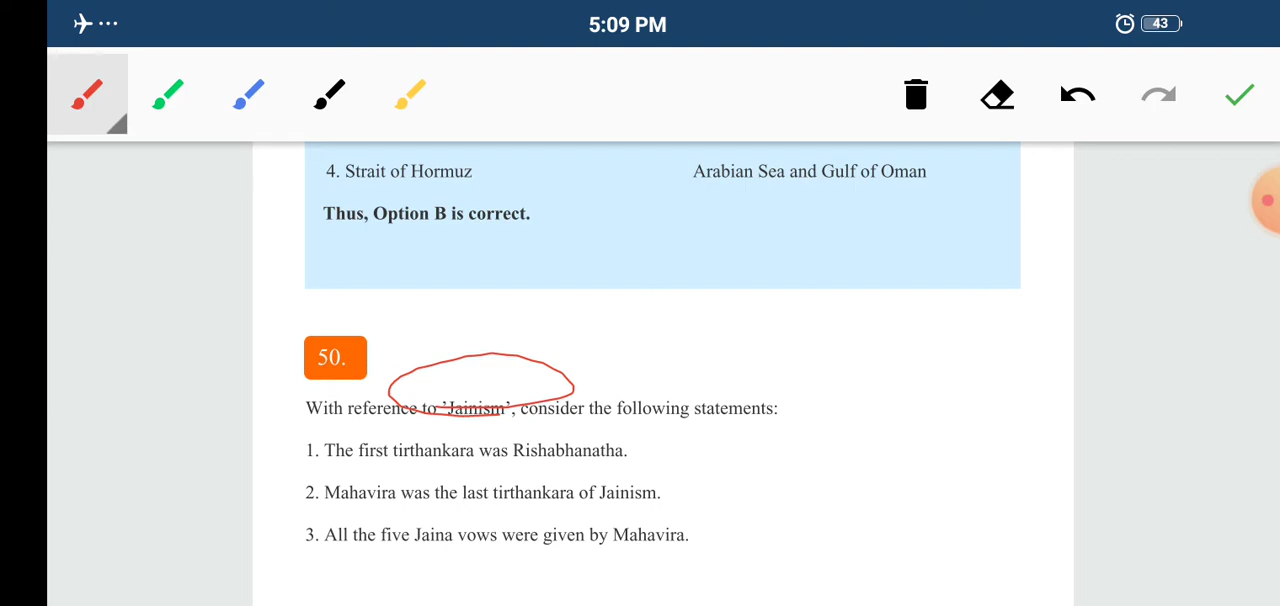 5:09 PM
43
4. Strait of Hormuz Arabian Sea and Gulf of Oman
Thus, Option B is correct.
50.
With reference to ’Jainism’, consider the following statements:
1. The first tirthankara was Rishabhanatha.
2. Mahavira was the last tirthankara of Jainism.
3. All the five Jaina vows were given by Mahavira.